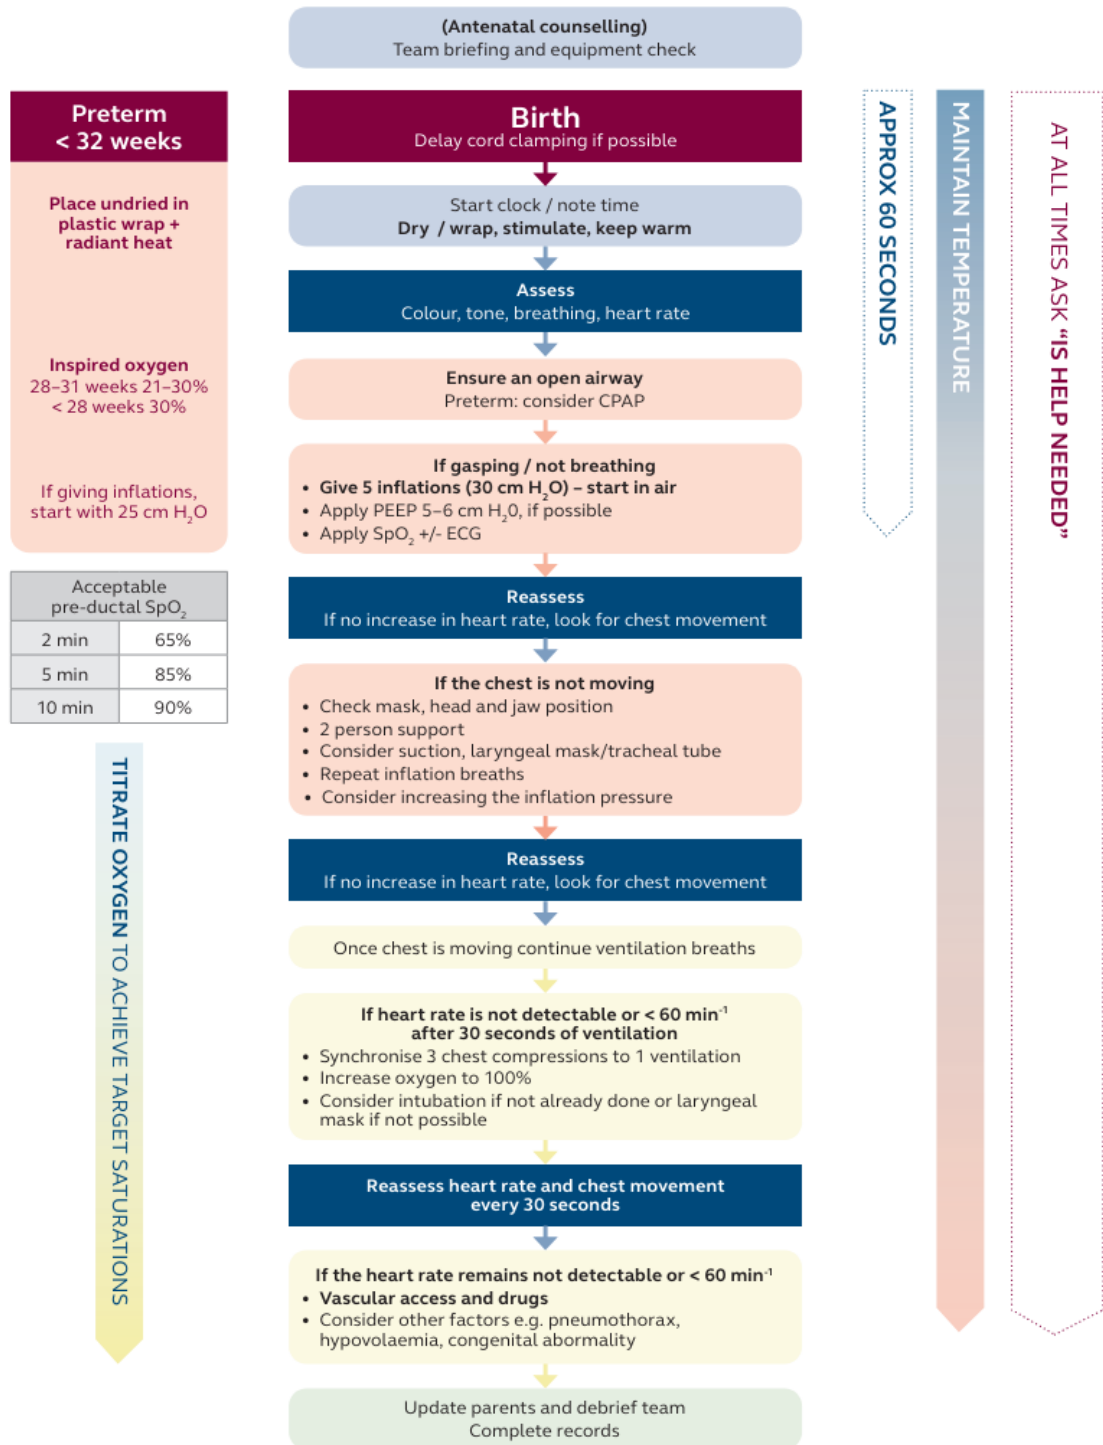 (Antenatal counselling)
Team briefing and equipment check
Preterm
< 32 weeks
Place undried in
plastic wrap +
radiant heat
Inspired oxygen
28–31 weeks 21–30%
< 28 weeks 30%
If giving inflations,
start with 25 cm H₂O
Acceptable
pre-ductal SpO₂
2 min 65%
5 min 85%
10 min 90%
TITRATE OXYGEN TO ACHIEVE TARGET SATURATIONS
Birth
Delay cord clamping if possible
Start clock / note time
Dry / wrap, stimulate, keep warm
Assess
Colour, tone, breathing, heart rate
Ensure an open airway
Preterm: consider CPAP
If gasping / not breathing
• Give 5 inflations (30 cm H₂O) – start in air
• Apply PEEP 5–6 cm H₂0, if possible
• Apply SpO₂ +/- ECG
Reassess
If no increase in heart rate, look for chest movement
If the chest is not moving
• Check mask, head and jaw position
• 2 person support
• Consider suction, laryngeal mask/tracheal tube
• Repeat inflation breaths
• Consider increasing the inflation pressure
Reassess
If no increase in heart rate, look for chest movement
Once chest is moving continue ventilation breaths
If heart rate is not detectable or < 60 min⁻¹
after 30 seconds of ventilation
• Synchronise 3 chest compressions to 1 ventilation
• Increase oxygen to 100%
• Consider intubation if not already done or laryngeal
mask if not possible
Reassess heart rate and chest movement
every 30 seconds
If the heart rate remains not detectable or < 60 min⁻¹
• Vascular access and drugs
• Consider other factors e.g. pneumothorax,
hypovolaemia, congenital abormality
Update parents and debrief team
Complete records
APPROX 60 SECONDS
MAINTAIN TEMPERATURE
AT ALL TIMES ASK “IS HELP NEEDED”